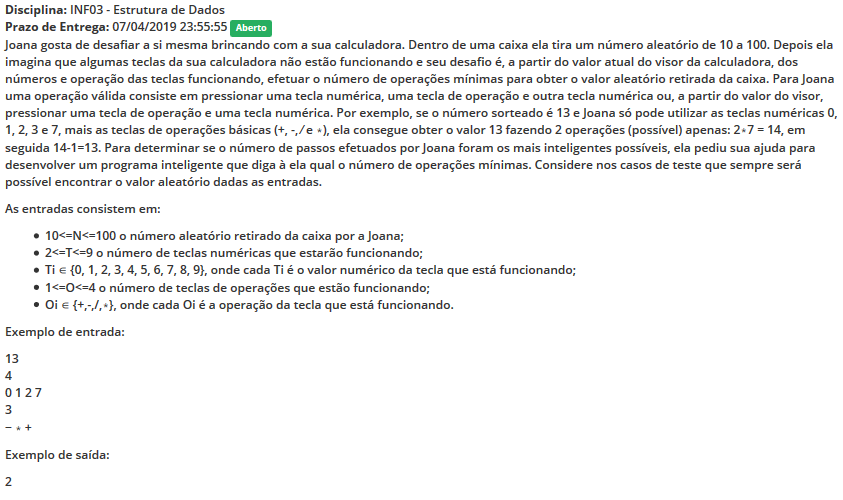 Disciplina: INF03 - Estrutura de Dados
Prazo de Entrega: 07/04/2019 23:55:55 Aberto
Joana gosta de desafiar a si mesma brincando com a sua calculadora. Dentro de uma caixa ela tira um número aleatório de 10 a 100. Depois ela
imagina que algumas teclas da sua calculadora não estão funcionando e seu desafio é, a partir do valor atual do visor da calculadora, dos
números e operação das teclas funcionando, efetuar o número de operações mínimas para obter o valor aleatório retirada da caixa. Para Joana
uma operação válida consiste em pressionar uma tecla numérica, uma tecla de operação e outra tecla numérica ou, a partir do valor do visor,
pressionar uma tecla de operação e uma tecla numérica. Por exemplo, se o número sorteado é 13 e Joana só pode utilizar as teclas numéricas 0,
1, 2, 3 e 7, mais as teclas de operações básicas (+, -,/ e *), ela consegue obter o valor 13 fazendo 2 operações (possível) apenas: 2*7 = 14, em
seguida 14-1=13. Para determinar se o número de passos efetuados por Joana foram os mais inteligentes possíveis, ela pediu sua ajuda para
desenvolver um programa inteligente que diga à ela qual o número de operações mínimas. Considere nos casos de teste que sempre será
possível encontrar o valor aleatório dadas as entradas.
As entradas consistem em:
• 10<=N<=100 o número aleatório retirado da caixa por a Joana;
• 2<=T<=9 o número de teclas numéricas que estarão funcionando;
• Ti ∈ {0, 1, 2, 3, 4, 5, 6, 7, 8, 9}, onde cada Ti é o valor numérico da tecla que está funcionando;
• 1<=O<=4 o número de teclas de operações que estão funcionando;
• Oi ∈ {+,-,/,*}, onde cada Oi é a operação da tecla que está funcionando.
Exemplo de entrada:
13
4
0 1 2 7
3
− * +
Exemplo de saída:
2